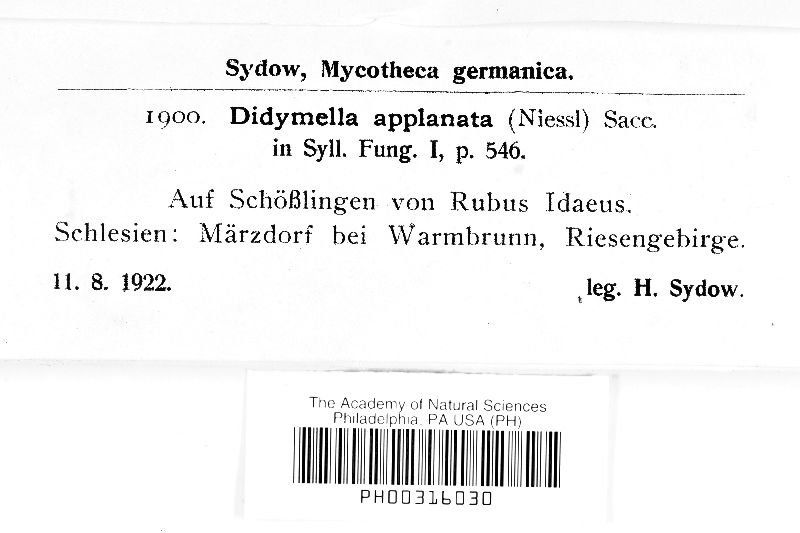 Sydow, Mycotheca germanica.
1900. Didymella applanata (Niessl) Sacc.
in Syll. Fung. I, p. 546.
Auf Schößlingen von Rubus Idaeus.
Schlesien: Märzdorf bei Warmbrunn, Riesengebirge.
11. 8. 1922. leg. H. Sydow.
The Academy of Natural Sciences
Philadelphia, PA USA (PH)
PH00316030